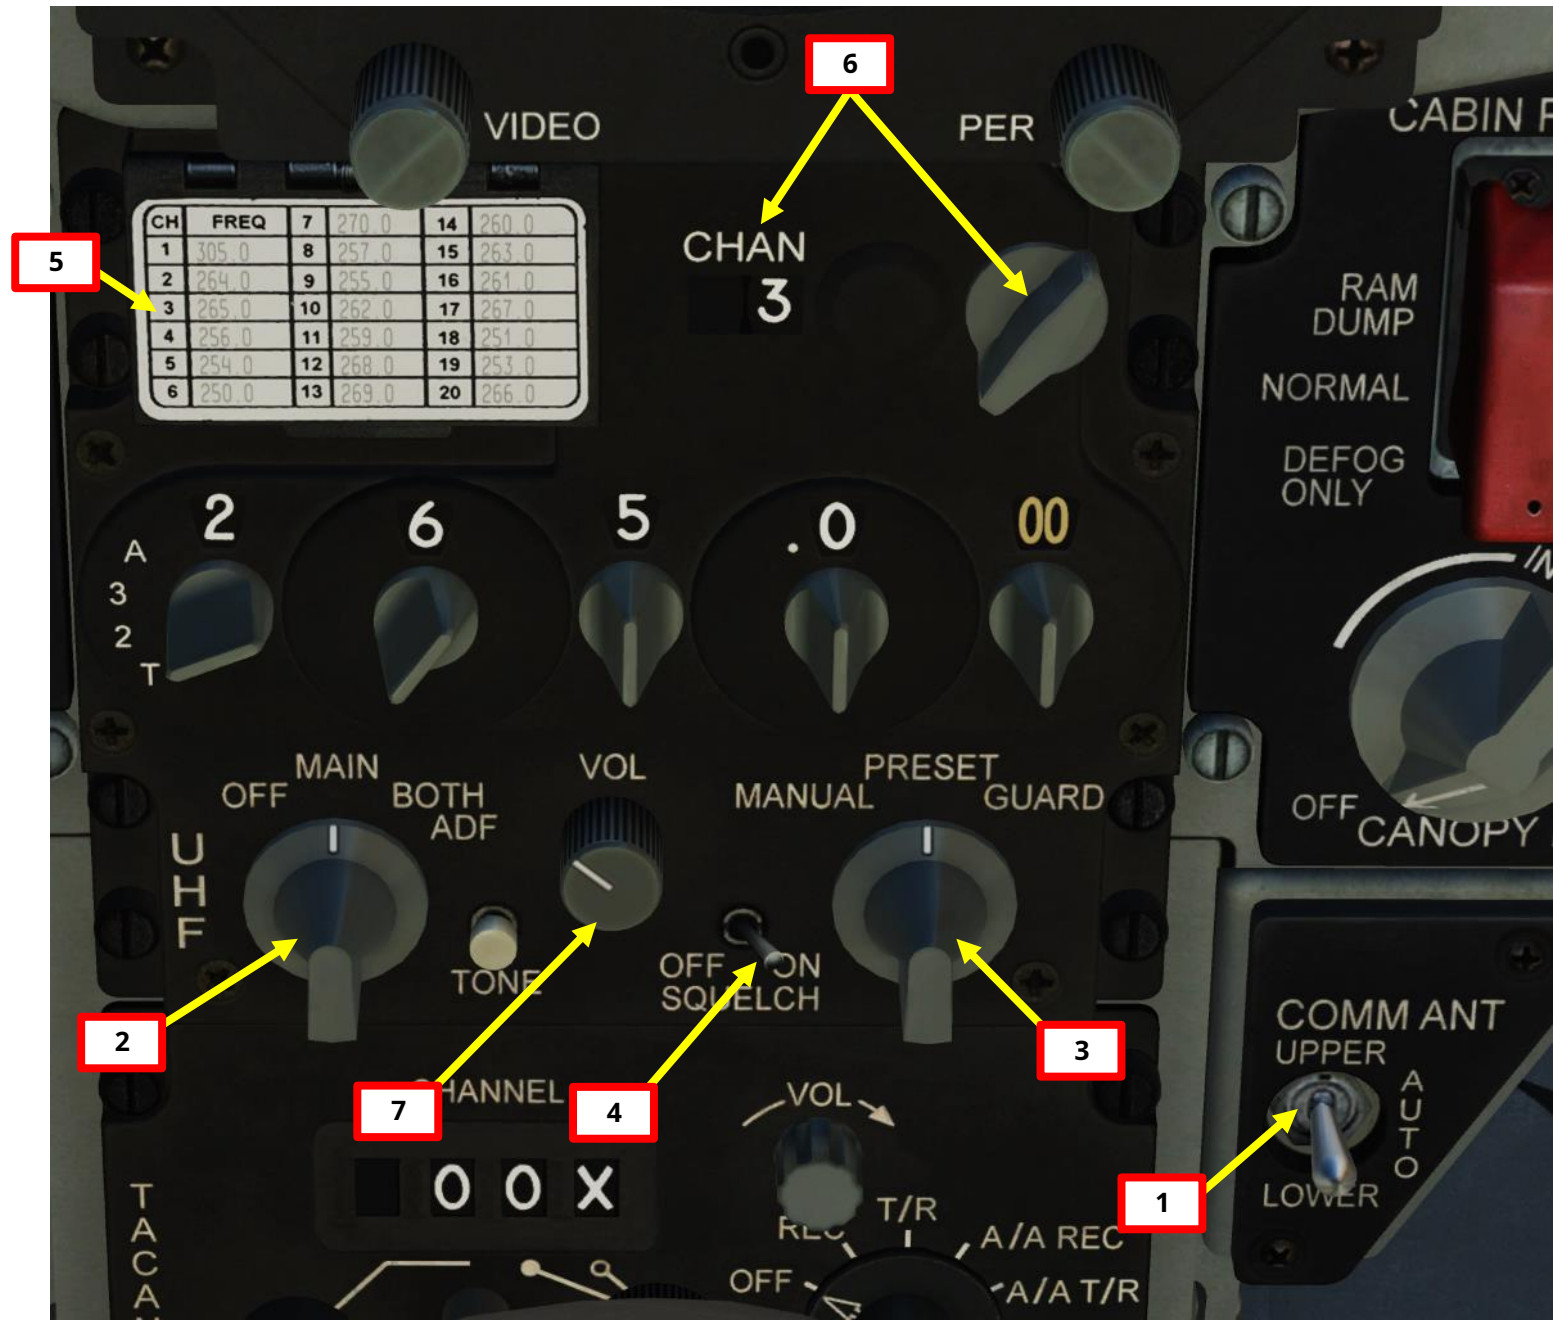 6
VIDEO
PER
CABIN
CH FREQ 7 270.0 14 260.0
1 305.0 8 257.0 15 263.0
2 264.0 9 255.0 16 261.0
3 265.0 10 262.0 17 267.0
4 256.0 11 259.0 18 251.0
5 254.0 12 268.0 19 253.0
6 250.0 13 269.0 20 266.0
5
CHAN
3
RAM
DUMP
NORMAL
DEFOG
ONLY
2 6 5 .0 00
A
3
2
T
OFF MAIN BOTH
ADF
VOL
MANUAL PRESET GUARD
OFF
CANOPY
UHF
TONE
OFF ON
SQUELCH
2
7
4
3
1
COMM ANT
UPPER
AUTO
LOWER
CHANNEL
VOL
0 0 X
TACAN
REC T/R A/A REC
OFF A/A T/R